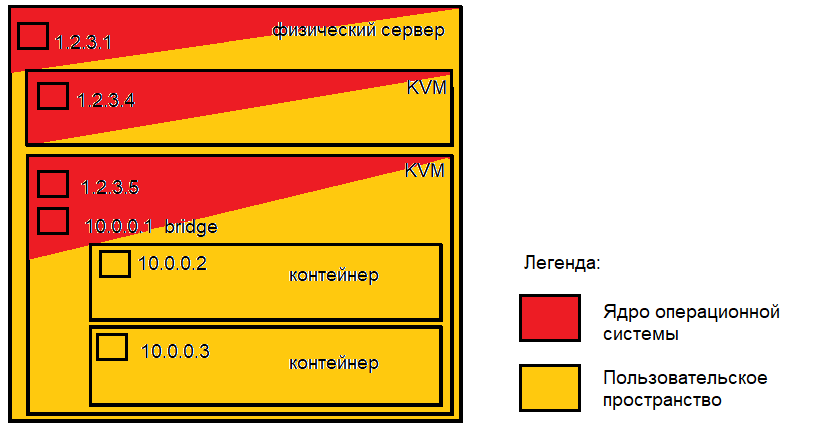 физический сервер
1.2.3.1
KVM
1.2.3.4
KVM
1.2.3.5
10.0.0.1 bridge
10.0.0.2
контейнер
10.0.0.3
контейнер
Легенда:
Ядро операционной
системы
Пользовательское
пространство